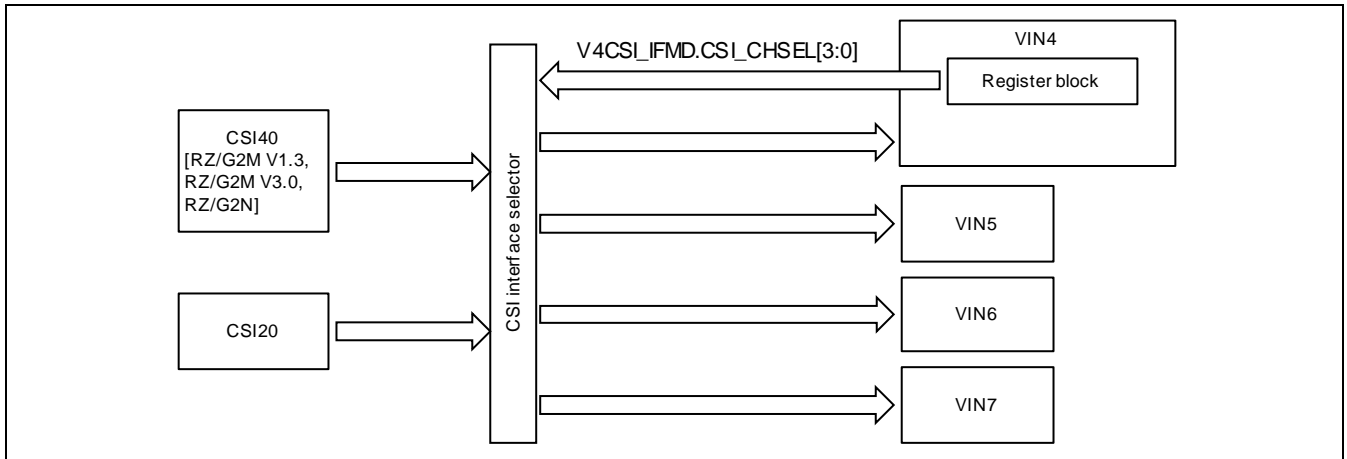 V4CSI_IFMD.CSI_CHSEL[3:0]
VIN4
Register block
CSI40
[RZ/G2M V1.3,
RZ/G2M V3.0,
RZ/G2N]
CSI interface selector
VIN5
CSI20
VIN6
VIN7